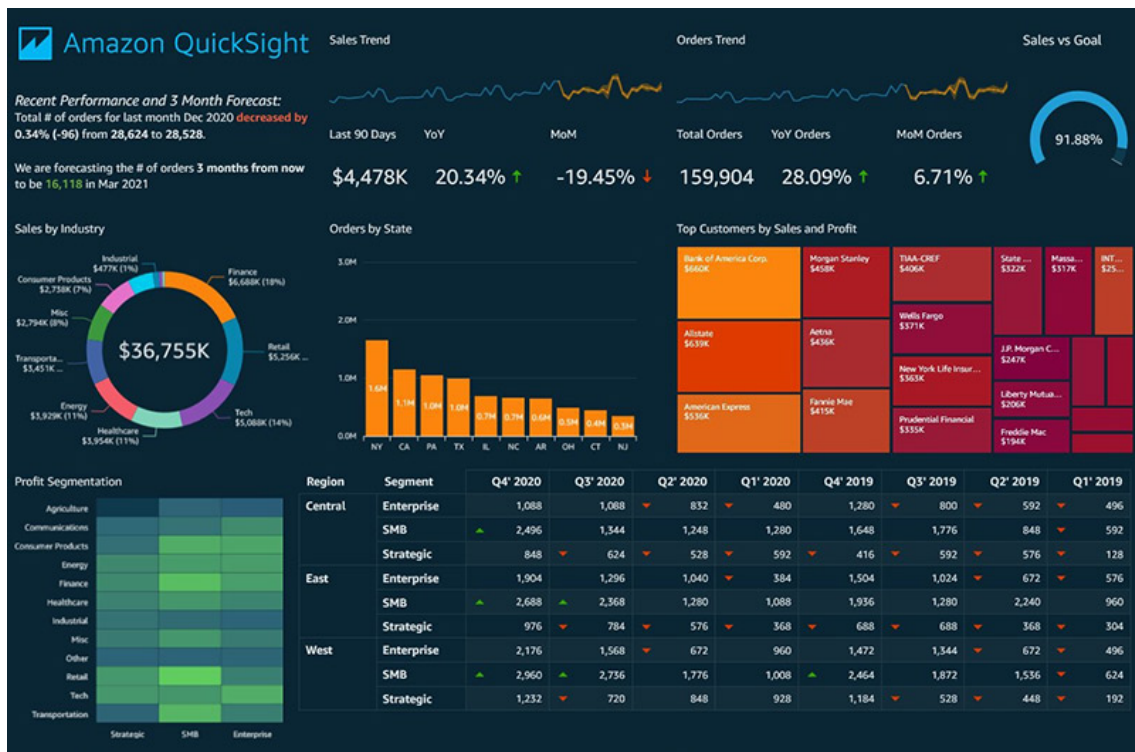 Amazon QuickSight
Recent Performance and 3 Month Forecast:
Total # of orders for last month Dec 2020 decreased by
0.34% (-96) from 28,624 to 28,528.
We are forecasting the # of orders 3 months from now
to be 16,118 in Mar 2021
Sales Trend
Last 90 Days YoY MoM
$4,478K 20.34% -19.45%
Orders Trend
Total Orders YoY Orders MoM Orders
159,904 28.09% 6.71%
Sales vs Goal
91.88%
Sales by Industry
Industrial
$477K (1%)
Finance
$6,688K (18%)
Consumer Products
$2,738K (7%)
Misc
$2,794K (8%)
Retail
$5,256K ...
Transporta...
$3,451K ...
Tech
$5,088K (14%)
Energy
$3,929K (11%)
Healthcare
$3,954K (11%)
$36,755K
Orders by State
3.0M
2.0M
1.0M
0.0M
1.6M 1.1M 1.0M 1.0M 0.7M 0.7M 0.6M 0.5M 0.4M 0.3M
NY CA PA TX IL NC AR OH CT NJ
Top Customers by Sales and Profit
Bank of America Corp.
$660K
Allstate
$639K
American Express
$536K
Morgan Stanley
$458K
Aetna
$436K
Fannie Mae
$415K
TIAA-CREF
$406K
Wells Fargo
$371K
New York Life Insur...
$363K
Prudential Financial
$335K
State ...
$322K
Massa...
$317K
INT...
$25...
J.P. Morgan C...
$247K
Liberty Mutua...
$206K
Freddie Mac
$194K
Profit Segmentation
Agriculture
Communications
Consumer Products
Energy
Finance
Healthcare
Industrial
Misc
Other
Retail
Tech
Transportation
Strategic SMB Enterprise
Region Segment Q4' 2020 Q3' 2020 Q2' 2020 Q1' 2020 Q4' 2019 Q3' 2019 Q2' 2019 Q1' 2019
Central Enterprise 1,088 1,088 832 480 1,280 800 592 496
SMB 2,496 1,344 1,248 1,280 1,648 1,776 848 592
Strategic 848 624 528 592 416 592 576 128
East Enterprise 1,904 1,296 1,040 384 1,504 1,024 672 576
SMB 2,688 2,368 1,280 1,088 1,936 1,280 2,240 960
Strategic 976 784 576 368 688 688 368 304
West Enterprise 2,176 1,568 672 960 1,472 1,344 672 496
SMB 2,960 2,736 1,776 1,008 2,464 1,872 1,536 624
Strategic 1,232 720 848 928 1,184 528 448 192